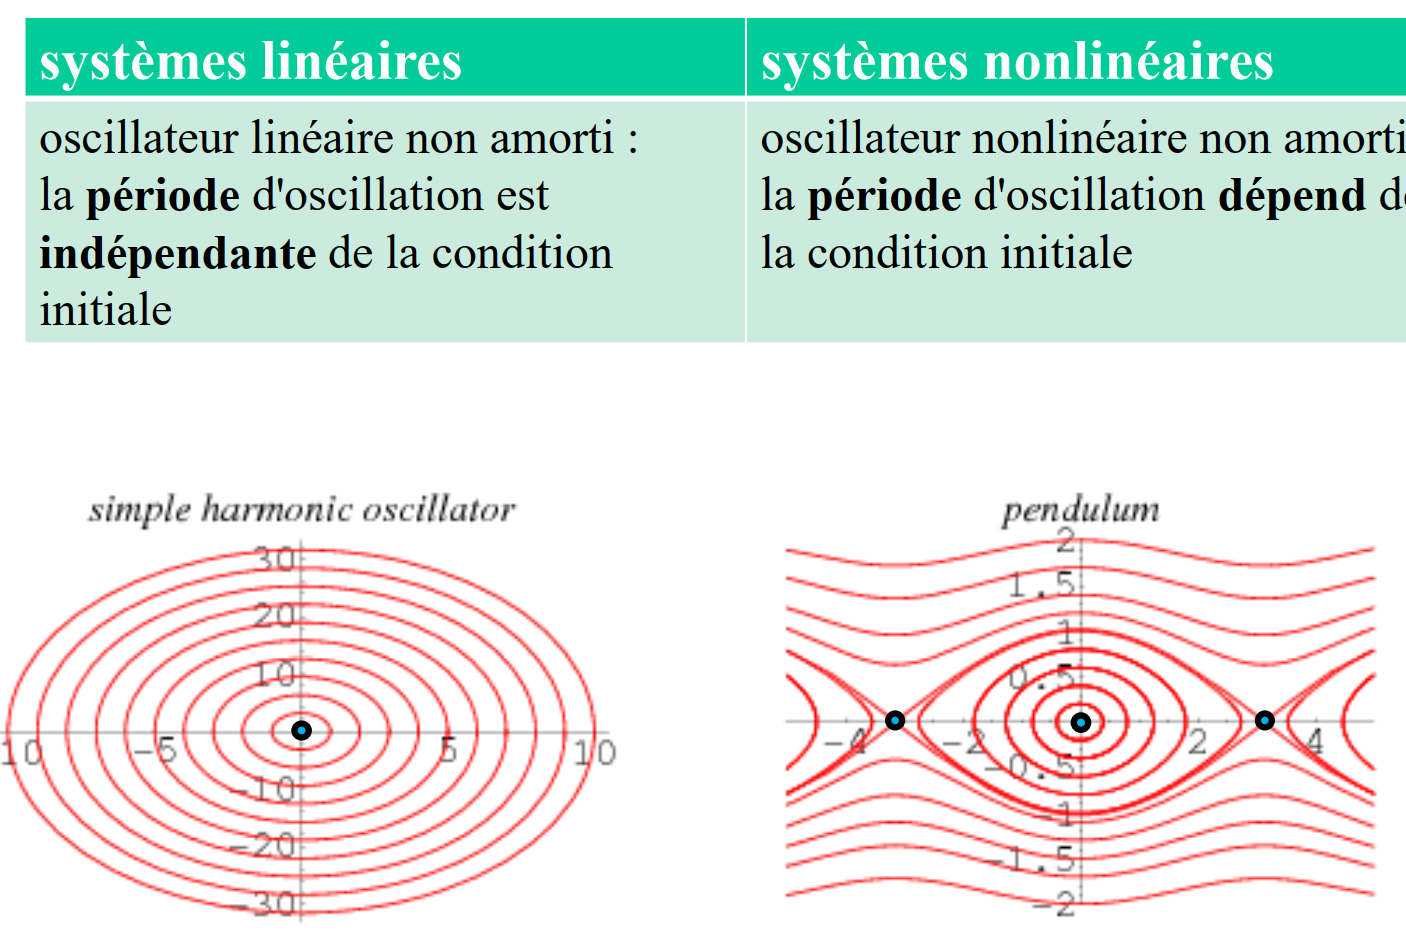 systèmes linéaires
systèmes nonlinéaires
oscillateur linéaire non amorti :
la période d'oscillation est
indépendante de la condition
initiale
oscillateur nonlinéaire non amorti
la période d'oscillation dépend
la condition initiale
simple harmonic oscillator
30
20
10
10
-5
5
10
-10
-20
-30
pendulum
2
1.5
1
0.5
-4
-2
2
4
-0.5
-1
-1.5
-2